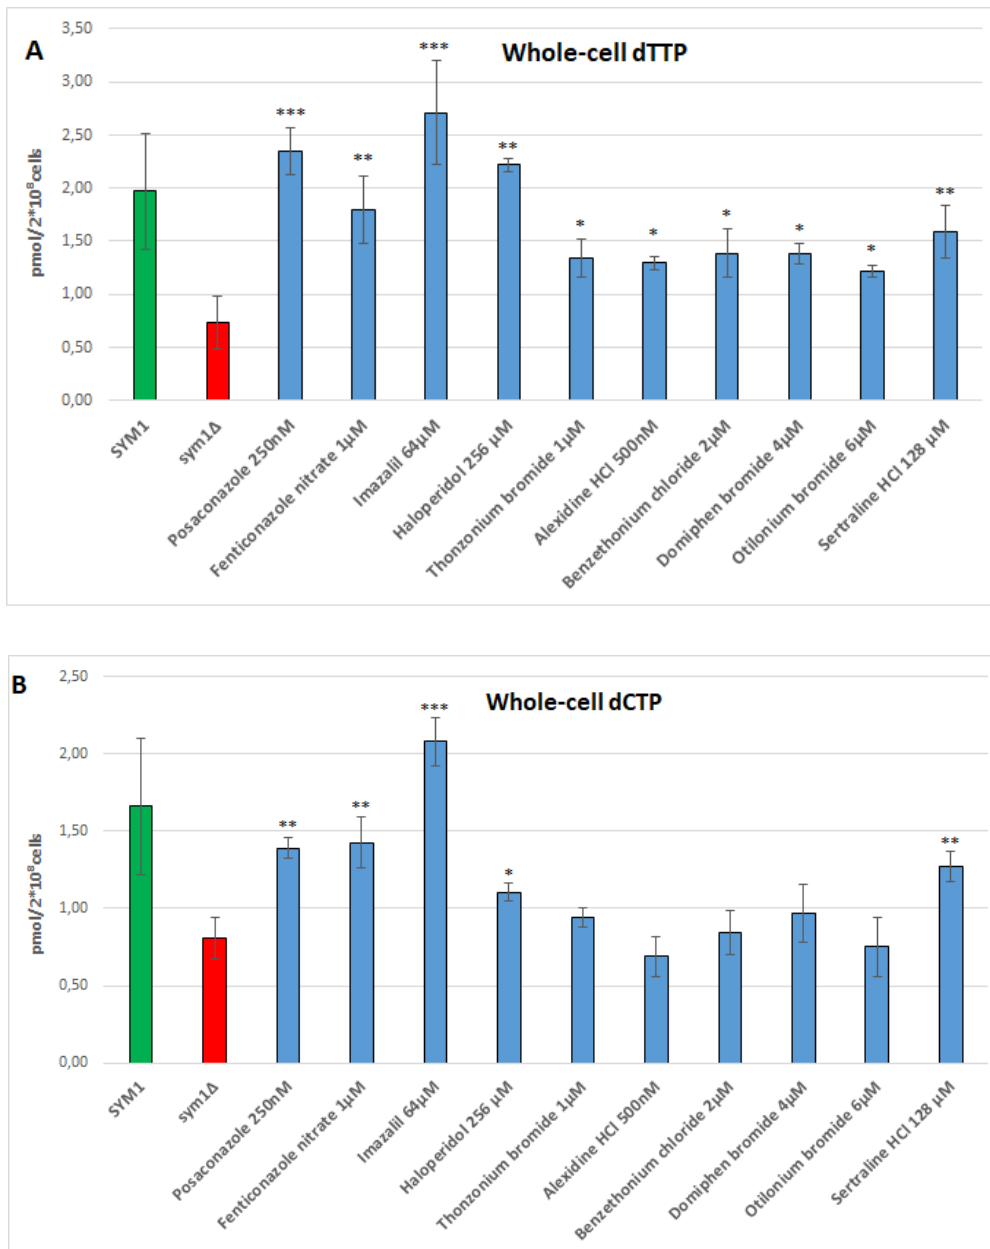 A
Whole-cell dTTP
pmol/2*10⁸cells
3,50
3,00
2,50
2,00
1,50
1,00
0,50
0,00
***
**
***
**
*
*
*
*
*
**
SYM1
sym1Δ
Posaconazole 250nM
Fenticonazole nitrate 1µM
Imazalil 64µM
Haloperidol 256 µM
Thonzonium bromide 1µM
Alexidine HCl 500nM
Benzethonium chloride 2µM
Domiphen bromide 4µM
Otilonium bromide 6µM
Sertraline HCl 128 µM
B
Whole-cell dCTP
pmol/2*10⁸cells
2,50
2,00
1,50
1,00
0,50
0,00
**
**
***
*
**
SYM1
sym1Δ
Posaconazole 250nM
Fenticonazole nitrate 1µM
Imazalil 64µM
Haloperidol 256 µM
Thonzonium bromide 1µM
Alexidine HCl 500nM
Benzethonium chloride 2µM
Domiphen bromide 4µM
Otilonium bromide 6µM
Sertraline HCl 128 µM